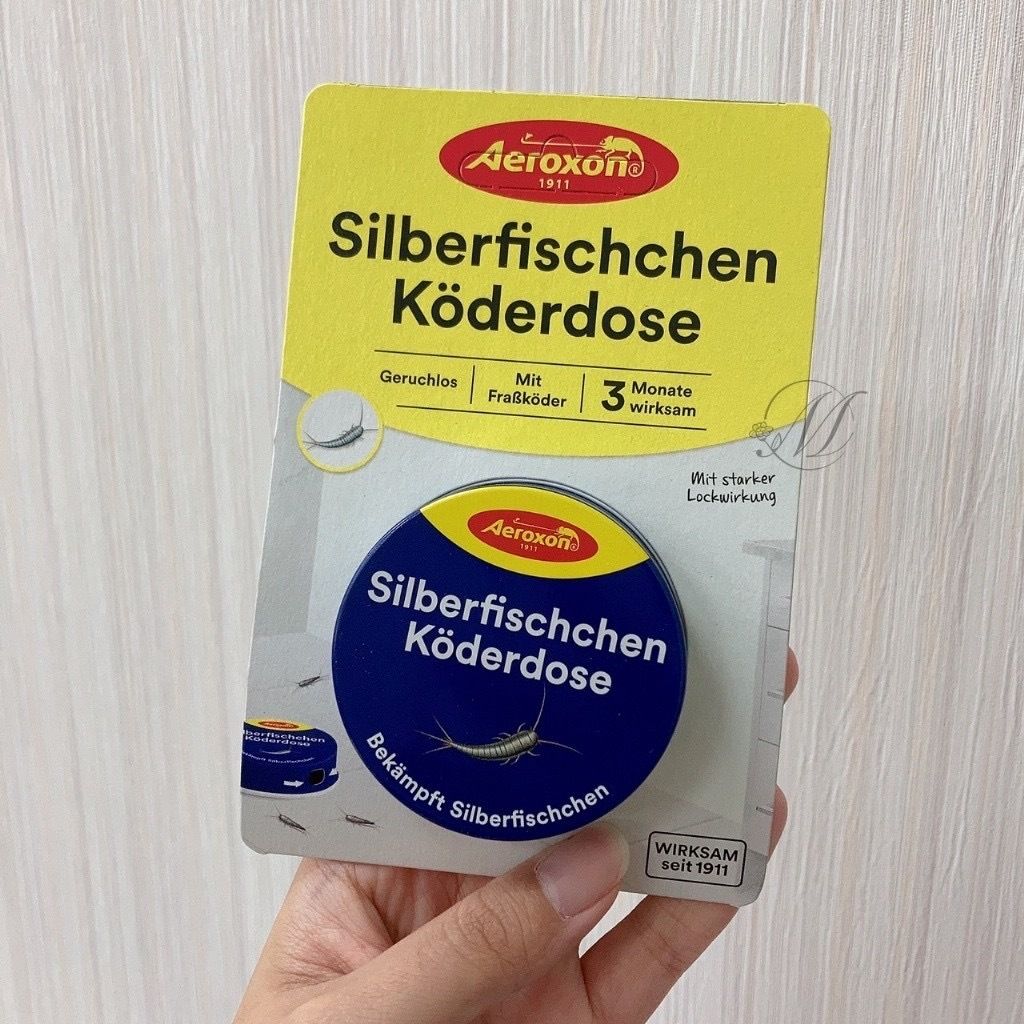 Aeroxon®
1911
Silberfischchen
Köderdose
Geruchlos
Mit
Fraßköder
3 Monate
wirksam
M
Mit starker
Lockwirkung
Aeroxon®
1911
Silberfischchen
Köderdose
Bekämpft Silberfischchen
Köderdose
WIRKSAM
seit 1911